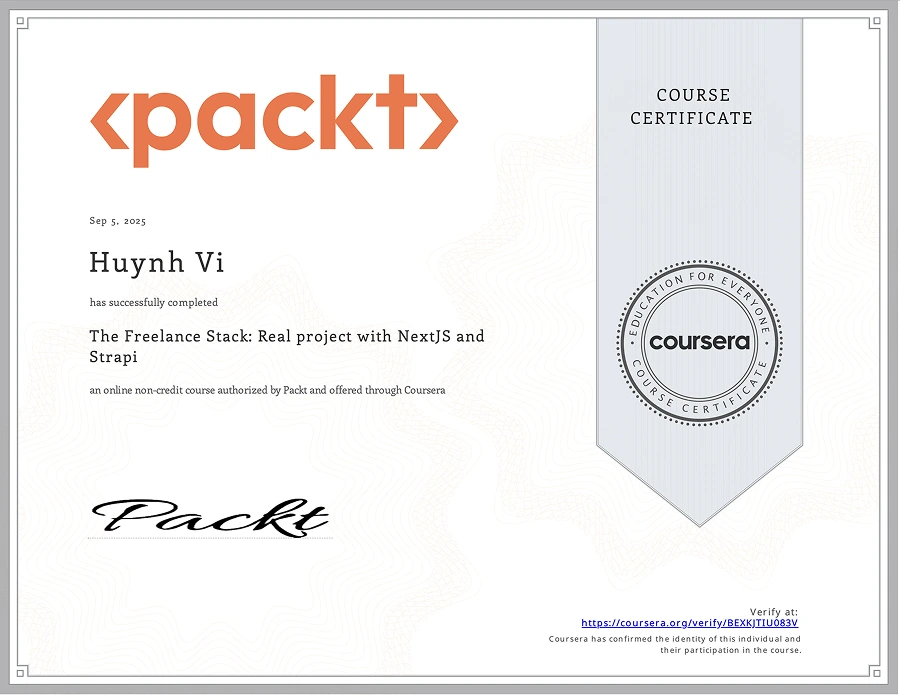 <packt>
COURSE
CERTIFICATE
Sep 5, 2025
Huynh Vi
has successfully completed
The Freelance Stack: Real project with NextJS and
Strapi
an online non-credit course authorized by Packt and offered through Coursera
EDUCATION FOR EVERYONE
coursera
COURSE CERTIFICATE
Packt
Verify at:
https://coursera.org/verify/BEXKJTIU083V
Coursera has confirmed the identity of this individual and
their participation in the course.